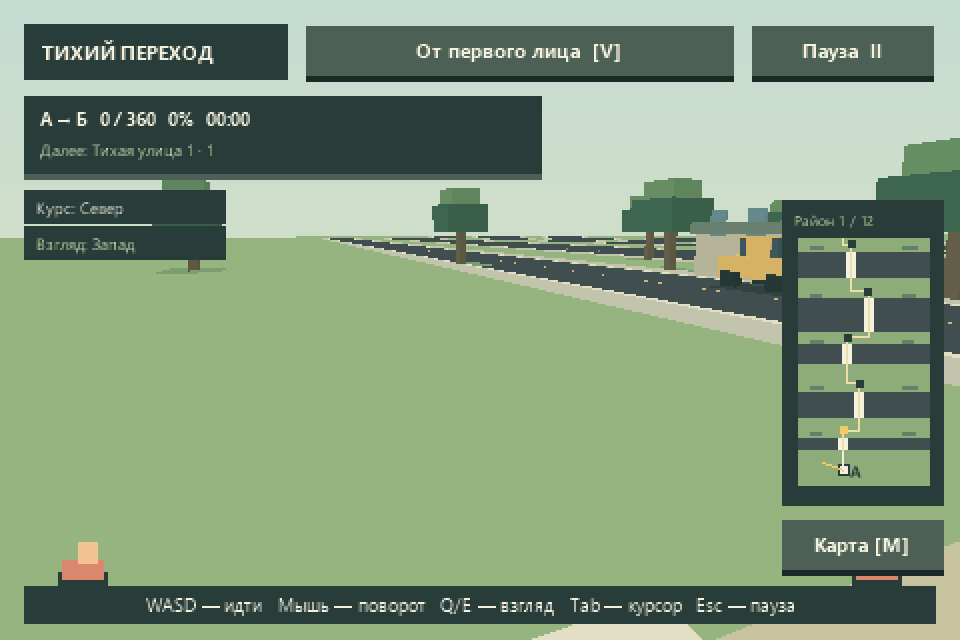 ТИХИЙ ПЕРЕХОД
От первого лица [V]
Пауза II
А — Б 0 / 360 0% 00:00
Далее: Тихая улица 1 · 1
Курс: Север
Взгляд: Запад
Район 1 / 12
А
Карта [M]
WASD — идти Мышь — поворот Q/E — взгляд Tab — курсор Esc — пауза